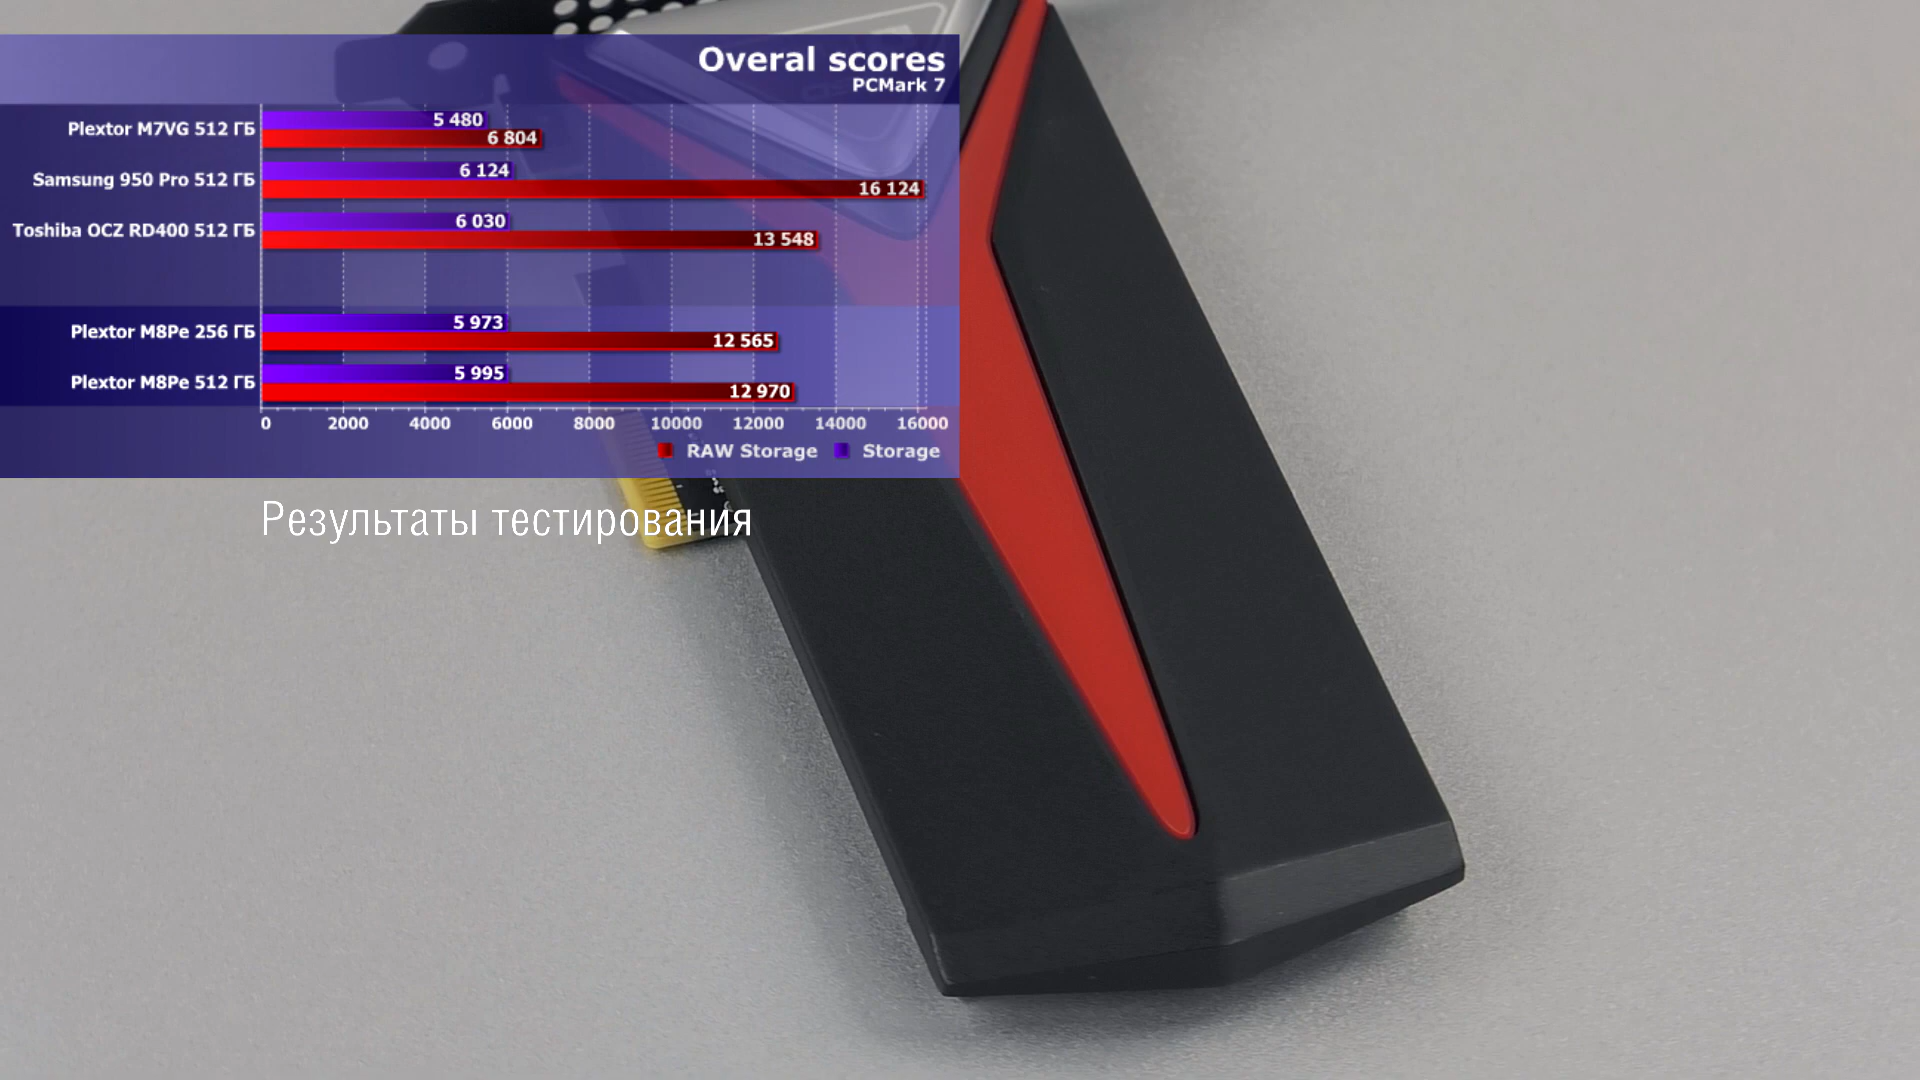 Overal scores
PCMark 7
Plextor M7VG 512 ГБ
5 480
6 804
Samsung 950 Pro 512 ГБ
6 124
16 124
Toshiba OCZ RD400 512 ГБ
6 030
13 548
Plextor M8Pe 256 ГБ
5 973
12 565
Plextor M8Pe 512 ГБ
5 995
12 970
0 2000 4000 6000 8000 10000 12000 14000 16000
RAW Storage Storage
Результаты тестирования